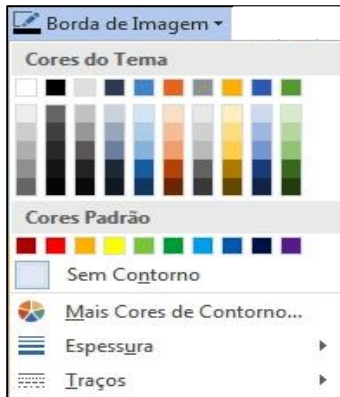 Borda de Imagem
Cores do Tema
Cores Padrão
Sem Contorno
Mais Cores de Contorno...
Espessura
Traços